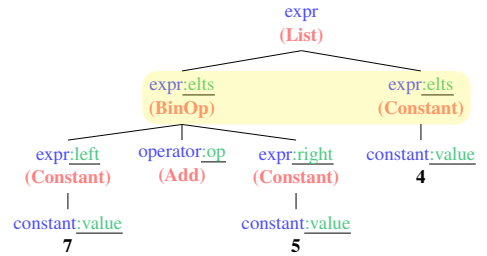 expr
(List)
expr:elts expr:elts
(BinOp) (Constant)
expr:left operator:op expr:right constant:value
(Constant) (Add) (Constant) 4
constant:value constant:value
7 5